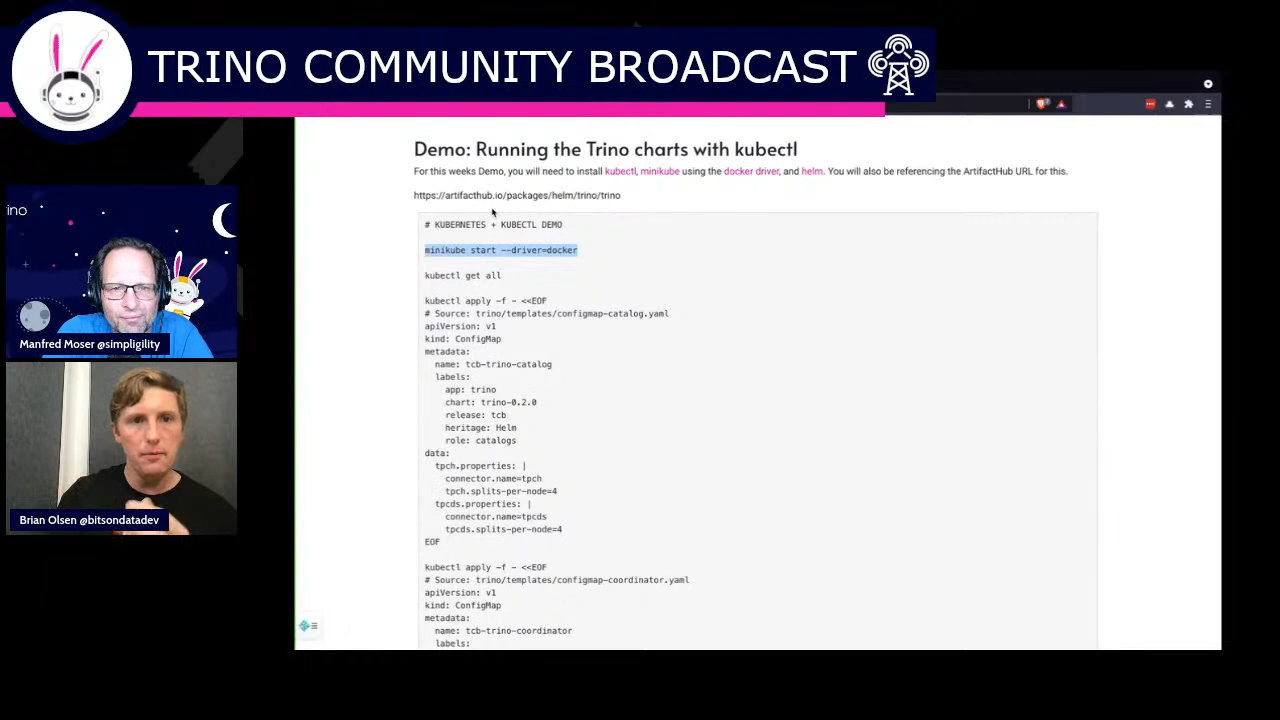 TRINO COMMUNITY BROADCAST
Demo: Running the Trino charts with kubectl
For this weeks Demo, you will need to install kubectl, minikube using the docker driver, and helm. You will also be referencing the ArtifactHub URL for this.
https://artifacthub.io/packages/helm/trino/trino
# KUBERNETES + KUBECTL DEMO
minikube start --driver=docker
kubectl get all
kubectl apply -f - <<EOF
# Source: trino/templates/configmap-catalog.yaml
apiVersion: v1
kind: ConfigMap
metadata:
  name: tcb-trino-catalog
  labels:
    app: trino
    chart: trino-0.2.0
    release: tcb
    heritage: Helm
    role: catalogs
data:
  tpch.properties: |
    connector.name=tpch
    tpch.splits-per-node=4
  tpcds.properties: |
    connector.name=tpcds
    tpcds.splits-per-node=4
EOF
kubectl apply -f - <<EOF
# Source: trino/templates/configmap-coordinator.yaml
apiVersion: v1
kind: ConfigMap
metadata:
  name: tcb-trino-coordinator
  labels:
ino
Manfred Moser @simpligility
Brian Olsen @bitsondatadev